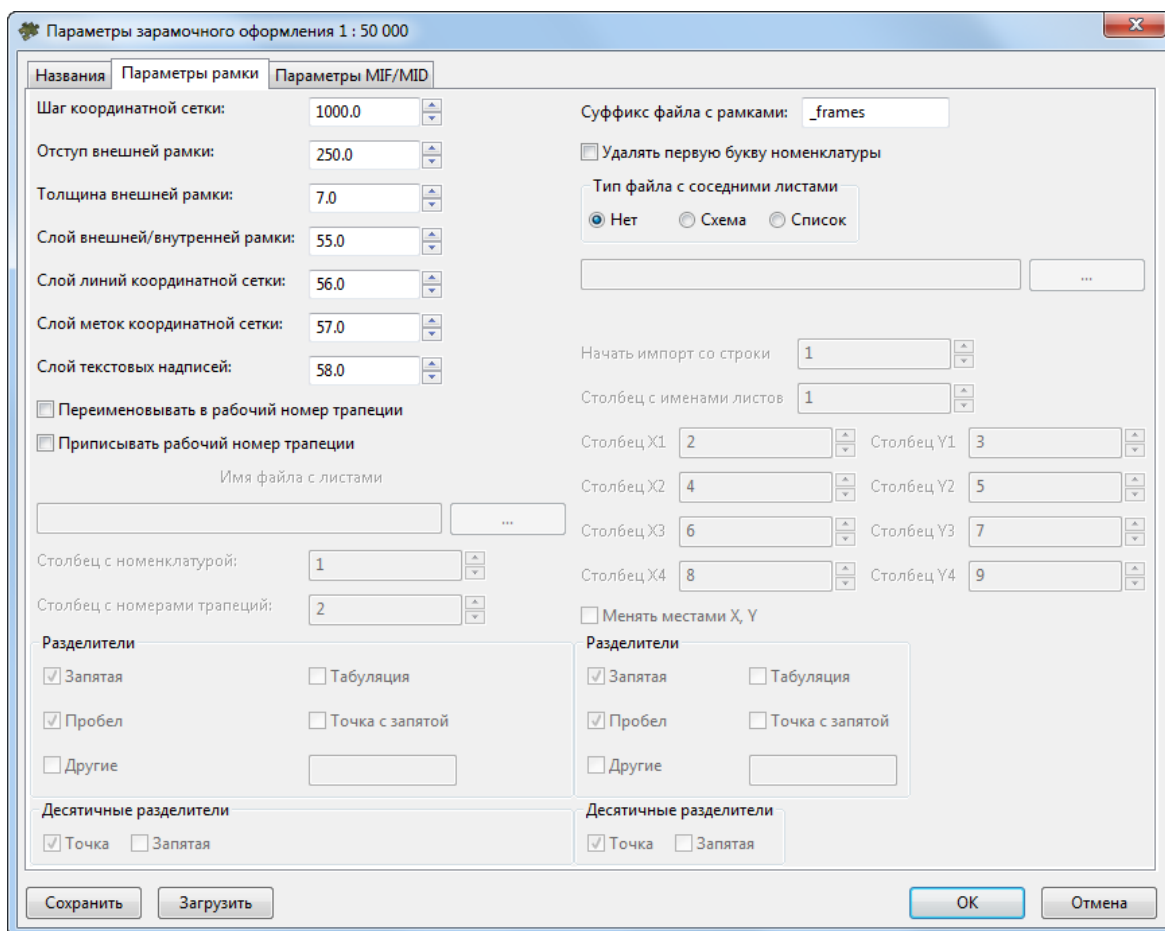 Параметры зарамочного оформления 1 : 50 000
Названия
Параметры рамки
Параметры MIF/MID
Шаг координатной сетки:
1000.0
Отступ внешней рамки:
250.0
Толщина внешней рамки:
7.0
Слой внешней/внутренней рамки:
55.0
Слой линий координатной сетки:
56.0
Слой меток координатной сетки:
57.0
Слой текстовых надписей:
58.0
Переименовывать в рабочий номер трапеции
Приписывать рабочий номер трапеции
Имя файла с листами
...
Столбец с номенклатурой:
1
Столбец с номерами трапеций:
2
Разделители
Запятая
Табуляция
Пробел
Точка с запятой
Другие
Десятичные разделители
Точка
Запятая
Суффикс файла с рамками:
_frames
Удалять первую букву номенклатуры
Тип файла с соседними листами
Нет
Схема
Список
...
Начать импорт со строки
1
Столбец с именами листов
1
Столбец X1
2
Столбец Y1
3
Столбец X2
4
Столбец Y2
5
Столбец X3
6
Столбец Y3
7
Столбец X4
8
Столбец Y4
9
Менять местами X, Y
Разделители
Запятая
Табуляция
Пробел
Точка с запятой
Другие
Десятичные разделители
Точка
Запятая
Сохранить
Загрузить
OK
Отмена